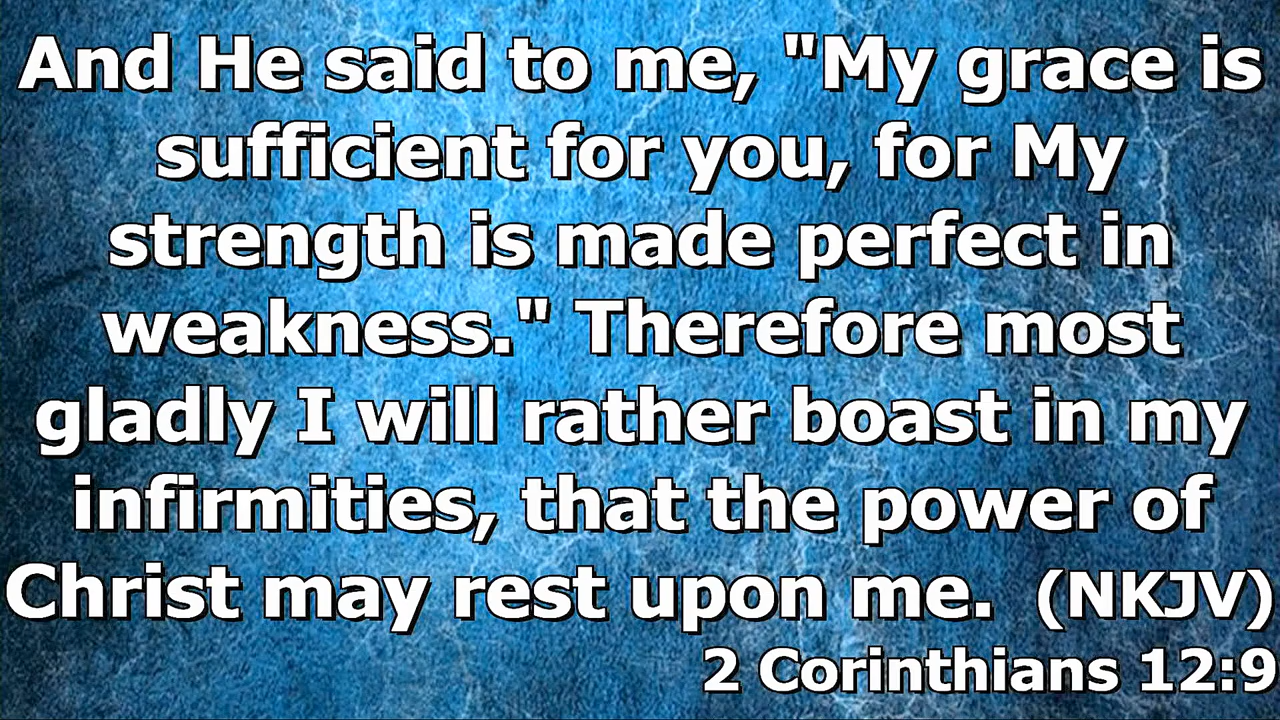 And He said to me, "My grace is
sufficient for you, for My
strength is made perfect in
weakness." Therefore most
gladly I will rather boast in my
infirmities, that the power of
Christ may rest upon me.  (NKJV)
2 Corinthians 12:9